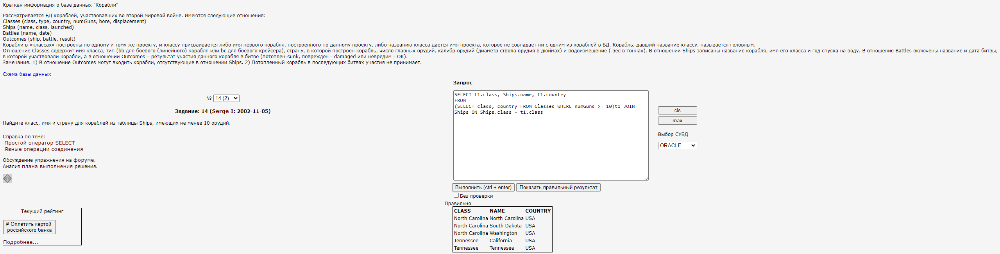 Краткая информация о базе данных "Корабли"
Рассматривается БД кораблей, участвовавших во второй мировой войне. Имеются следующие отношения:
Classes (class, type, country, numGuns, bore, displacement)
Ships (name, class, launched)
Battles (name, date)
Outcomes (ship, battle, result)
Корабли в «классах» построены по одному и тому же проекту, и классу присваивается либо имя первого корабля, построенного по данному проекту, либо названию класса дается имя проекта, которое не совпадает ни с одним из кораблей в БД. Корабль, давший название классу, называется головным.
Отношение Classes содержит имя класса, тип (bb для боевого (линейного) корабля или bc для боевого крейсера), страну, в которой построен корабль, число главных орудий, калибр орудий (диаметр ствола орудия в дюймах) и водоизмещение ( вес в тоннах). В отношении Ships записаны название корабля, имя его класса и год спуска на воду. В отношение Battles включены название и дата битвы,
в которой участвовали корабли, а в отношении Outcomes – результат участия данного корабля в битве (потоплен-sunk, поврежден - damaged или невредим - OK).
Замечания. 1) В отношение Outcomes могут входить корабли, отсутствующие в отношении Ships. 2) Потопленный корабль в последующих битвах участия не принимает.
Схема базы данных
№ 14 (2)
Задание: 14 (Serge I: 2002-11-05)
Найдите класс, имя и страну для кораблей из таблицы Ships, имеющих не менее 10 орудий.
Справка по теме:
Простой оператор SELECT
Явные операции соединения
Обсуждение упражнения на форуме.
Анализ плана выполнения решения.
i
Текущий рейтинг
₽ Оплатить картой
российского банка
Подробнее...
Запрос
SELECT t1.class, Ships.name, t1.country
FROM
(SELECT class, country FROM Classes WHERE numGuns >= 10)t1 JOIN
Ships ON Ships.class = t1.class
cls
max
Выбор СУБД
ORACLE
Выполнить (ctrl + enter) Показать правильный результат
Без проверки
Правильно
CLASS NAME COUNTRY
North Carolina North Carolina USA
North Carolina South Dakota USA
North Carolina Washington USA
Tennessee California USA
Tennessee Tennessee USA